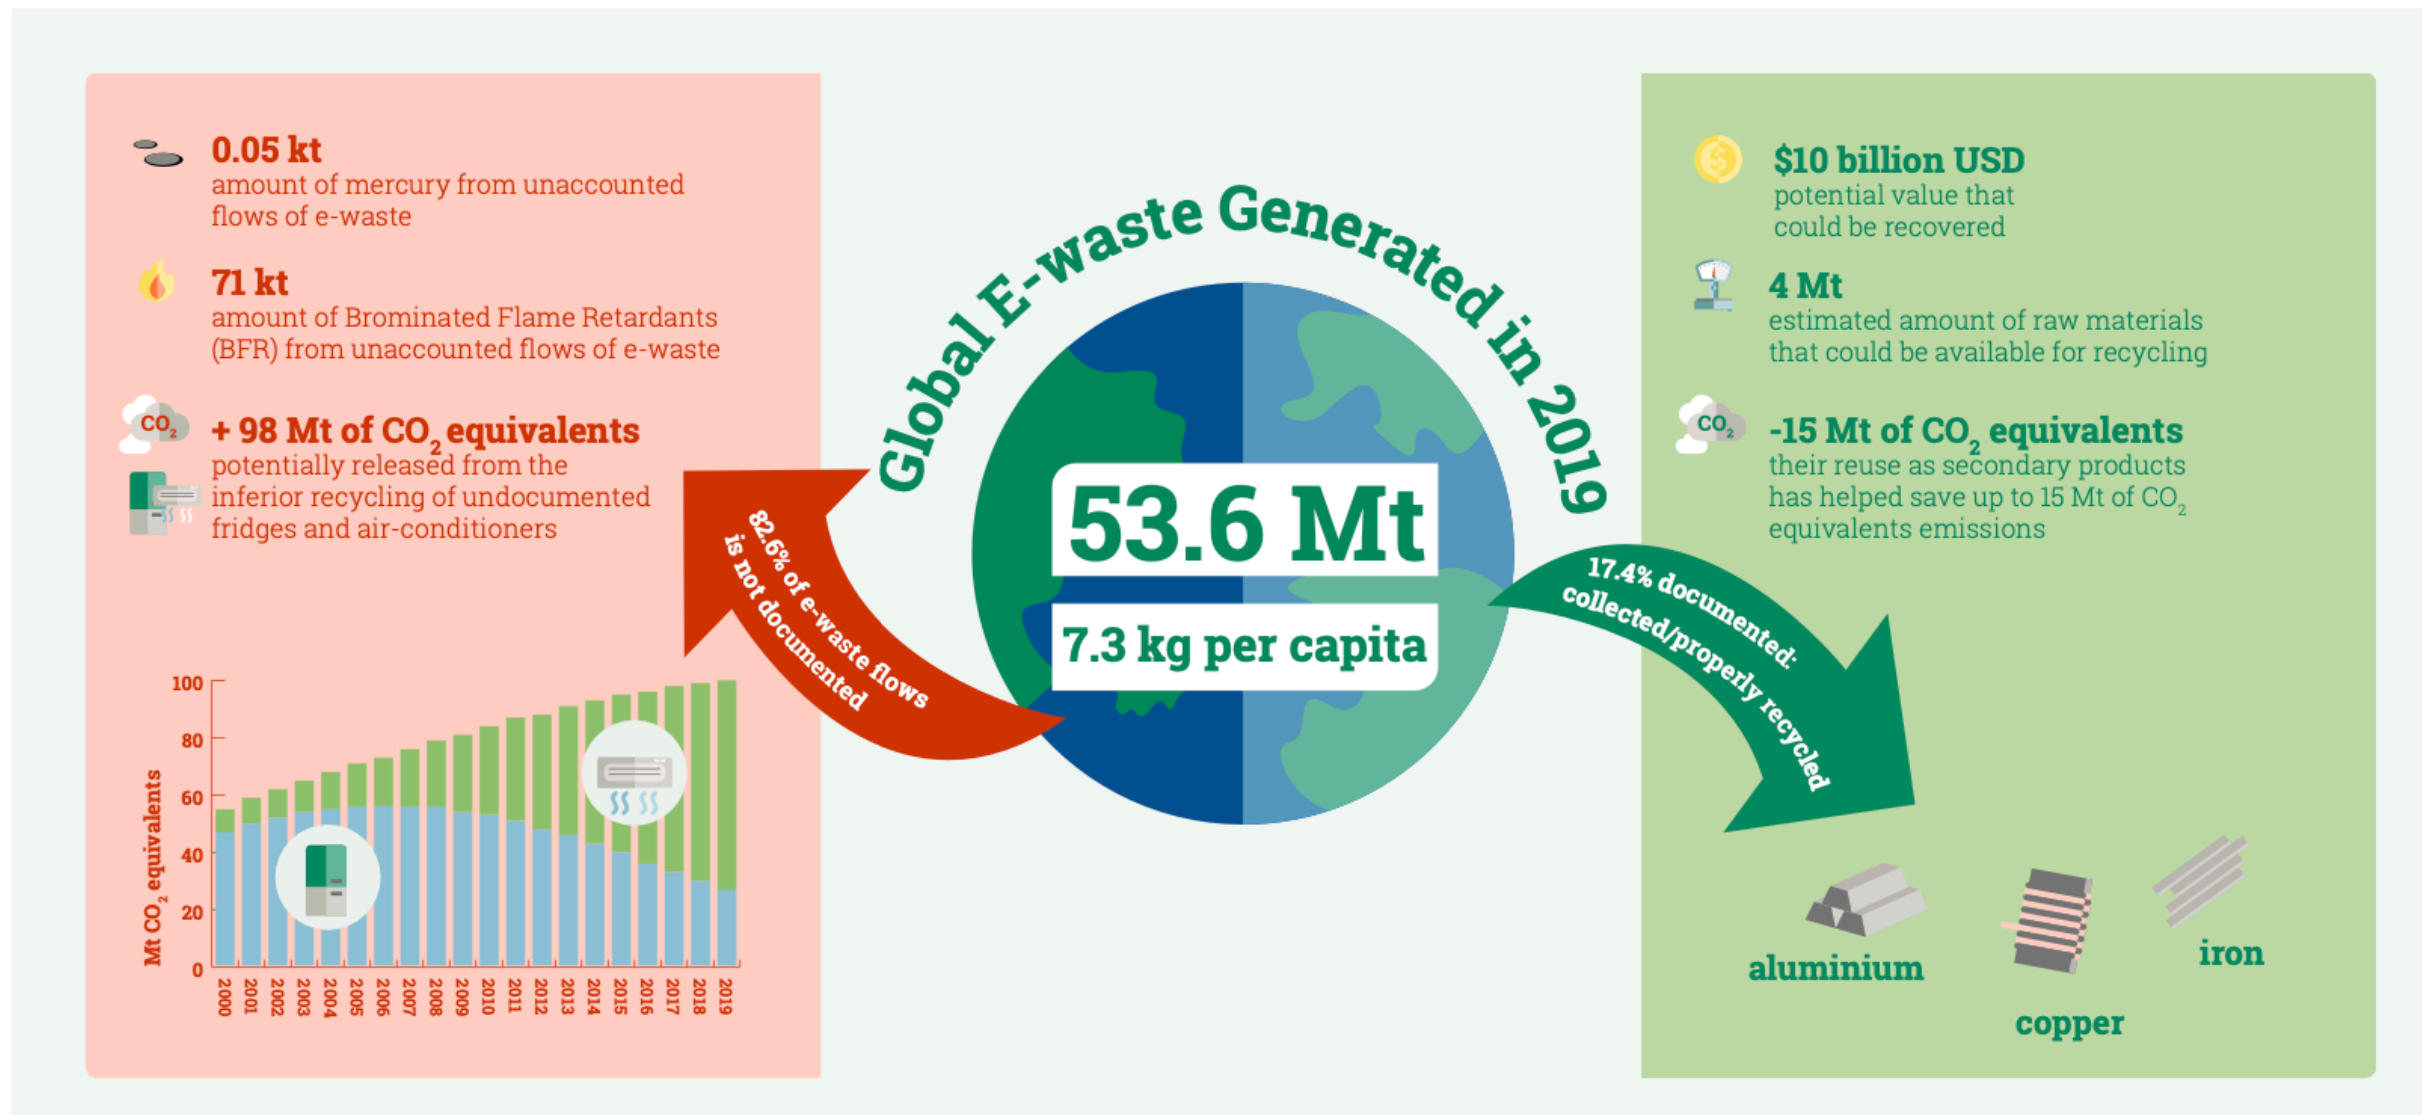 Global E-waste Generated in 2019
53.6 Mt
7.3 kg per capita
0.05 kt
amount of mercury from unaccounted
flows of e-waste
71 kt
amount of Brominated Flame Retardants
(BFR) from unaccounted flows of e-waste
CO₂
+ 98 Mt of CO₂ equivalents
potentially released from the
inferior recycling of undocumented
fridges and air-conditioners
82.6% of e-waste flows
is not documented
Mt CO₂ equivalents
100
80
60
40
20
0
2000
2001
2002
2003
2004
2005
2006
2007
2008
2009
2010
2011
2012
2013
2014
2015
2016
2017
2018
2019
$10 billion USD
potential value that
could be recovered
4 Mt
estimated amount of raw materials
that could be available for recycling
CO₂
-15 Mt of CO₂ equivalents
their reuse as secondary products
has helped save up to 15 Mt of CO₂
equivalents emissions
17.4% documented:
collected/properly recycled
aluminium
copper
iron